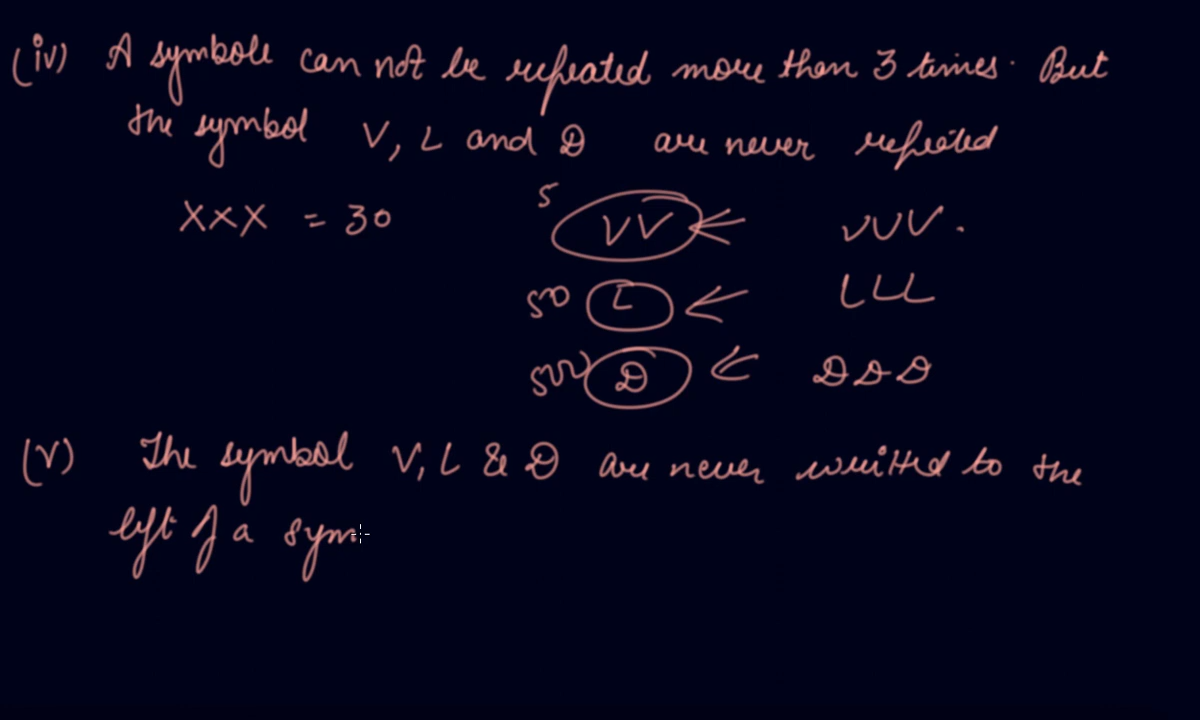 (iv) A symbole can not be repeated more then 3 times. But
the symbol V, L and D are never repeated
XXX = 30 5 VV VVV.
50 L LLL
500 D DDD
(V) The symbol V, L & D are never writted to the
left of a sym